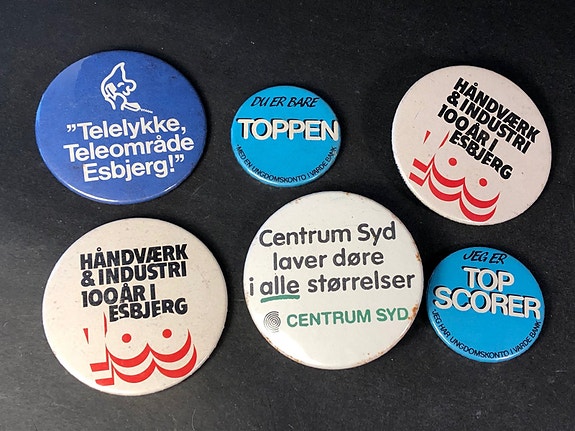 "Telelykke,
Teleområde
Esbjerg!"
DU ER BARE
TOPPEN
MED EN UNGDOMSKONTO I VARDE BANK
HÅNDVÆRK
& INDUSTRI
100 ÅR I
ESBJERG
100
HÅNDVÆRK
& INDUSTRI
100 ÅR I
ESBJERG
100
Centrum Syd
laver døre
i alle størrelser
CENTRUM SYD
JEG ER
TOP
SCORER
JEG HAR UNGDOMSKONTO I VARDE BANK